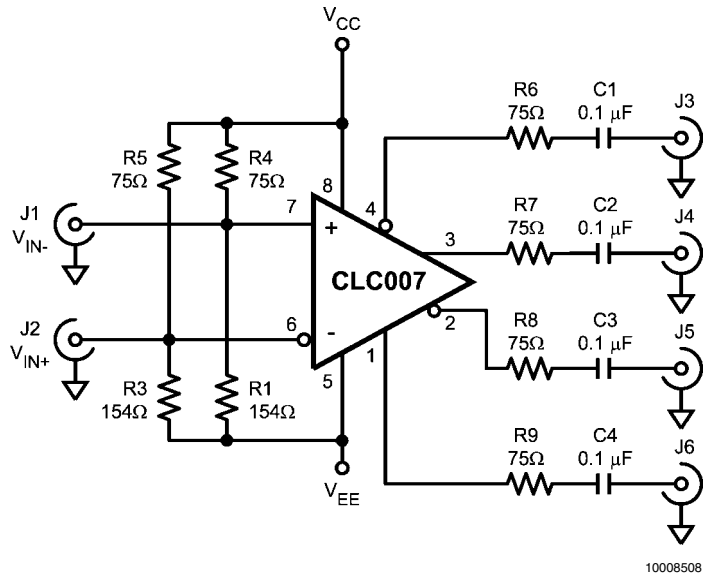 VCC
R6
75Ω
C1
0.1 µF
J3
R5
75Ω
R4
75Ω
8
4
J1
VIN-
7
+
R7
75Ω
C2
0.1 µF
J4
3
CLC007
J2
VIN+
6
-
2
R8
75Ω
C3
0.1 µF
J5
1
5
R3
154Ω
R1
154Ω
VEE
R9
75Ω
C4
0.1 µF
J6
10008508